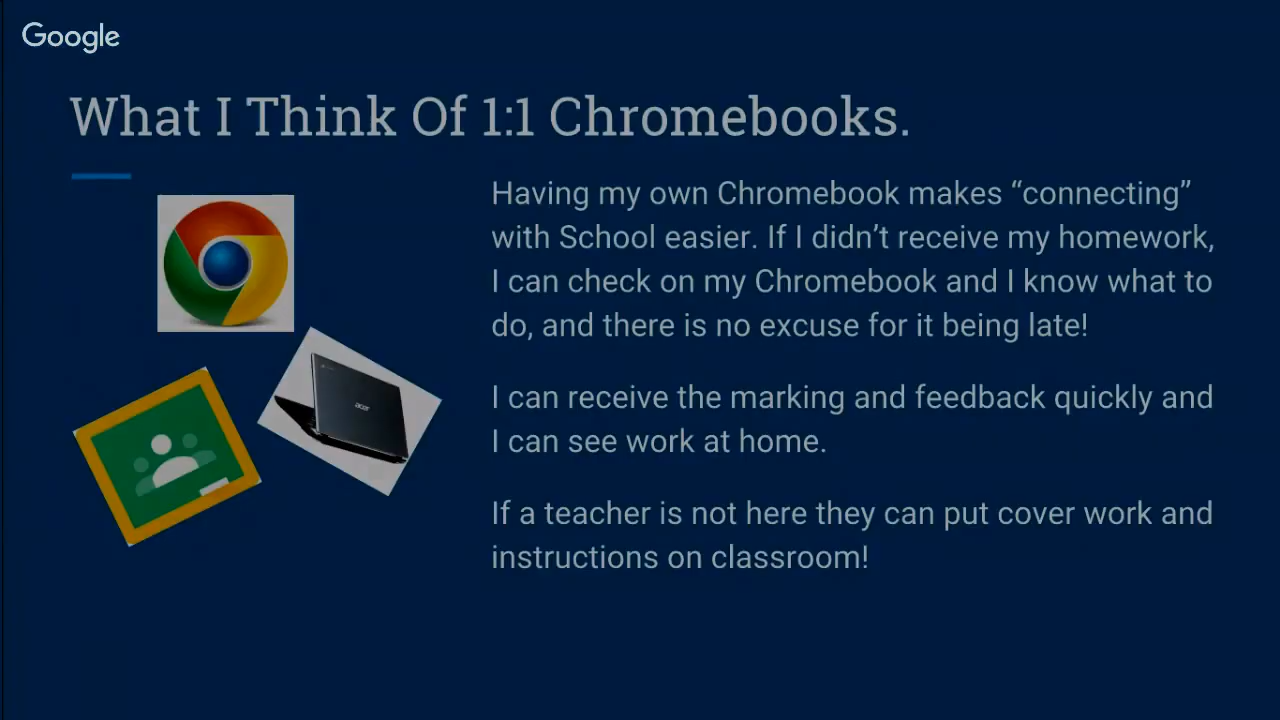 Google
What I Think Of 1:1 Chromebooks.
Having my own Chromebook makes “connecting”
with School easier. If I didn’t receive my homework,
I can check on my Chromebook and I know what to
do, and there is no excuse for it being late!
I can receive the marking and feedback quickly and
I can see work at home.
If a teacher is not here they can put cover work and
instructions on classroom!
acer